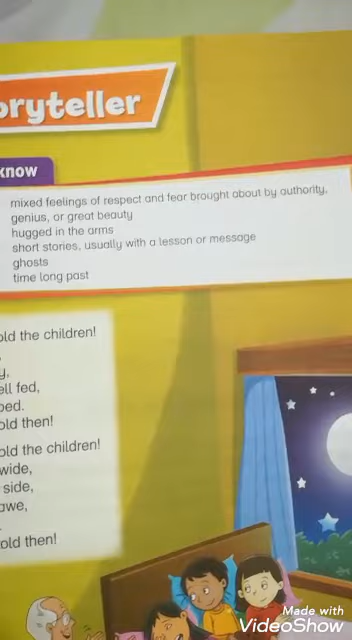 oryteller
know
mixed feelings of respect and fear brought about by authority,
genius, or great beauty
hugged in the arms
short stories, usually with a lesson or message
ghosts
time long past
old the children!
y,
ell fed,
bed.
old then!
old the children!
wide,
side,
awe,
old then!
Made with
VideoShow